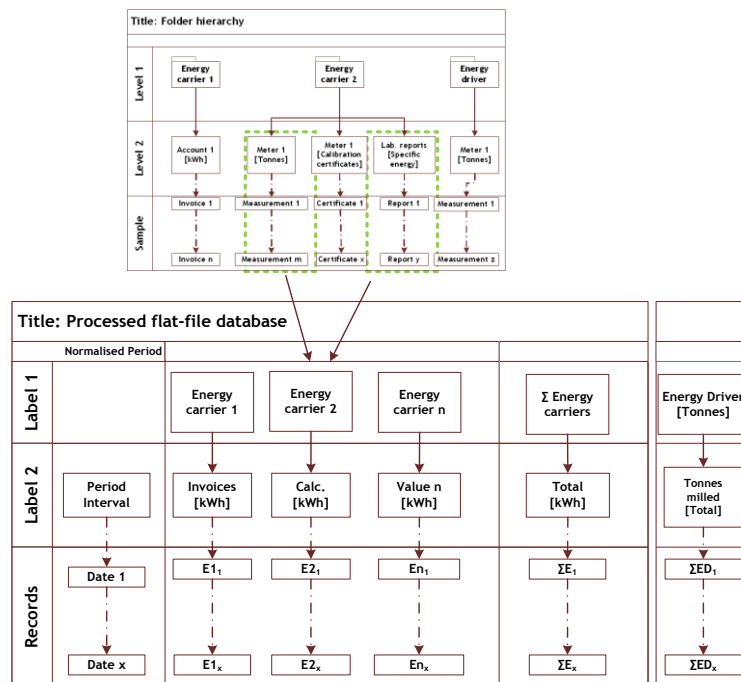 Title: Folder hierarchy
Level 1
Energy
carrier 1
Energy
carrier 2
Energy
driver
Level 2
Account 1
[kWh]
Meter 1
[Tonnes]
Meter 1
[Calibration
certificates]
Lab. reports
[Specific
energy]
Meter 1
[Tonnes]
Sample
Invoice 1
Measurement 1
Certificate 1
Report 1
Measurement 1
Invoice n
Measurement m
Certificate x
Report y
Measurement z
Title: Processed flat-file database
Normalised Period
Label 1
Energy
carrier 1
Energy
carrier 2
Energy
carrier n
Σ Energy
carriers
Energy Driver
[Tonnes]
Label 2
Period
Interval
Invoices
[kWh]
Calc.
[kWh]
Value n
[kWh]
Total
[kWh]
Tonnes
milled
[Total]
Records
Date 1
E1₁
E2₁
En₁
ΣE₁
ΣED₁
Date x
E1ₓ
E2ₓ
Enₓ
ΣEₓ
ΣEDₓ